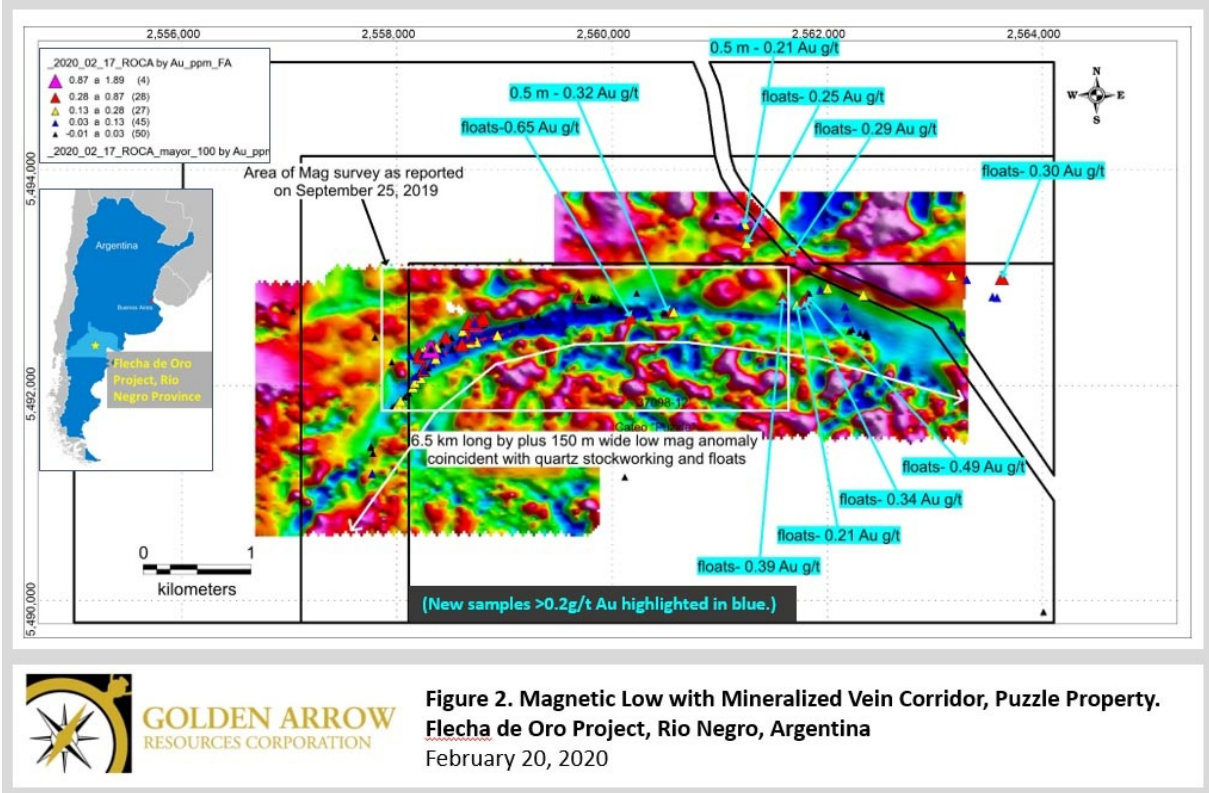 2,556,000
2,558,000
2,560,000
2,562,000
2,564,000
_2020_02_17_ROCA by Au_ppm_FA
0.87 a 1.89 (4)
0.28 a 0.87 (28)
0.13 a 0.28 (27)
0.03 a 0.13 (45)
-0.01 a 0.03 (50)
_2020_02_17_ROCA_mayor_100 by Au_ppm
0.5 m - 0.21 Au g/t
0.5 m - 0.32 Au g/t
floats- 0.25 Au g/t
floats-0.65 Au g/t
floats- 0.29 Au g/t
floats- 0.30 Au g/t
N
W
E
S
Area of Mag survey as reported
on September 25, 2019
5,494,000
5,492,000
5,490,000
Argentina
Buenos Aires
Flecha de Oro
Project, Rio
Negro Province
Cateo "Puzzle"
6.5 km long by plus 150 m wide low mag anomaly
coincident with quartz stockworking and floats
floats- 0.49 Au g/t
floats- 0.34 Au g/t
floats- 0.21 Au g/t
floats- 0.39 Au g/t
0
1
kilometers
(New samples >0.2g/t Au highlighted in blue.)
GOLDEN ARROW
RESOURCES CORPORATION
Figure 2. Magnetic Low with Mineralized Vein Corridor, Puzzle Property.
Flecha de Oro Project, Rio Negro, Argentina
February 20, 2020